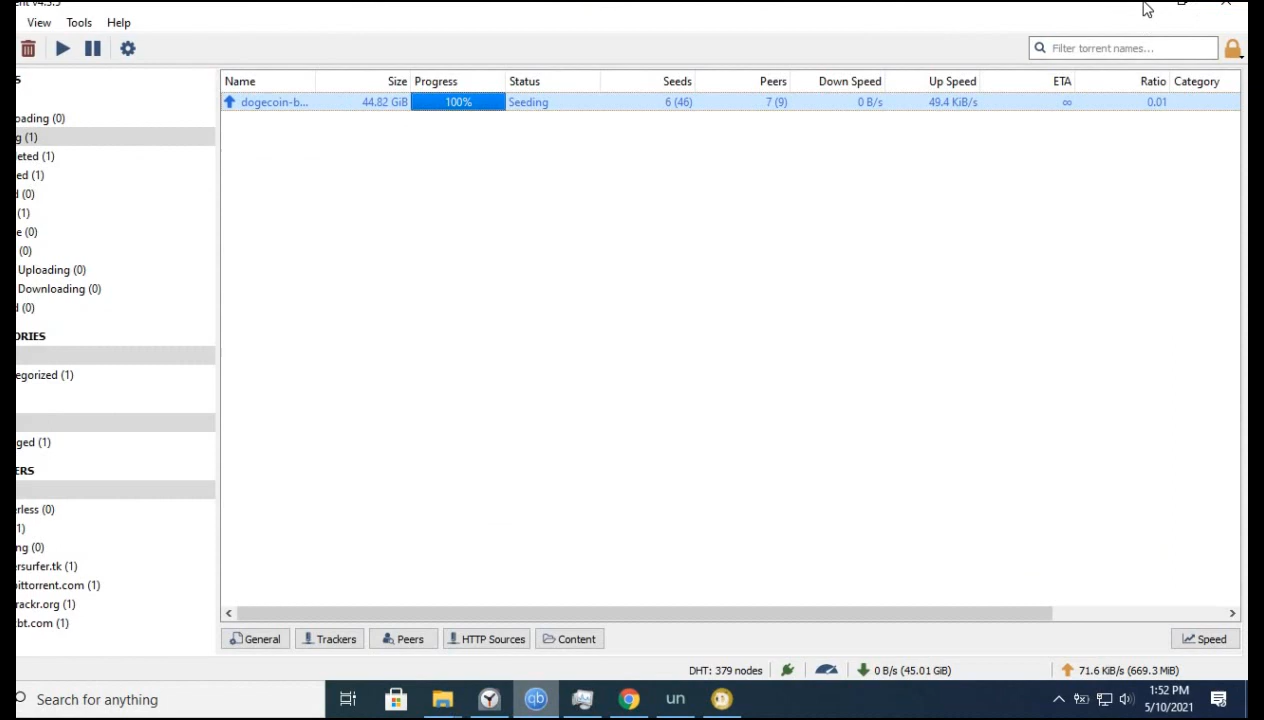 View Tools Help
Filter torrent names...
S
Name Size Progress Status Seeds Peers Down Speed Up Speed ETA Ratio Category
dogecoin-b... 44.82 GiB 100% Seeding 6 (46) 7 (9) 0 B/s 49.4 KiB/s ∞ 0.01
oading (0)
g (1)
eted (1)
ed (1)
d (0)
(1)
e (0)
(0)
Uploading (0)
Downloading (0)
d (0)
ORIES
egorized (1)
ged (1)
ERS
erless (0)
1)
ng (0)
ersurfer.tk (1)
bittorrent.com (1)
rackr.org (1)
bt.com (1)
General Trackers Peers HTTP Sources Content Speed
DHT: 379 nodes 0 B/s (45.01 GiB) 71.6 KiB/s (669.3 MiB)
Search for anything
qb
un
1:52 PM
5/10/2021